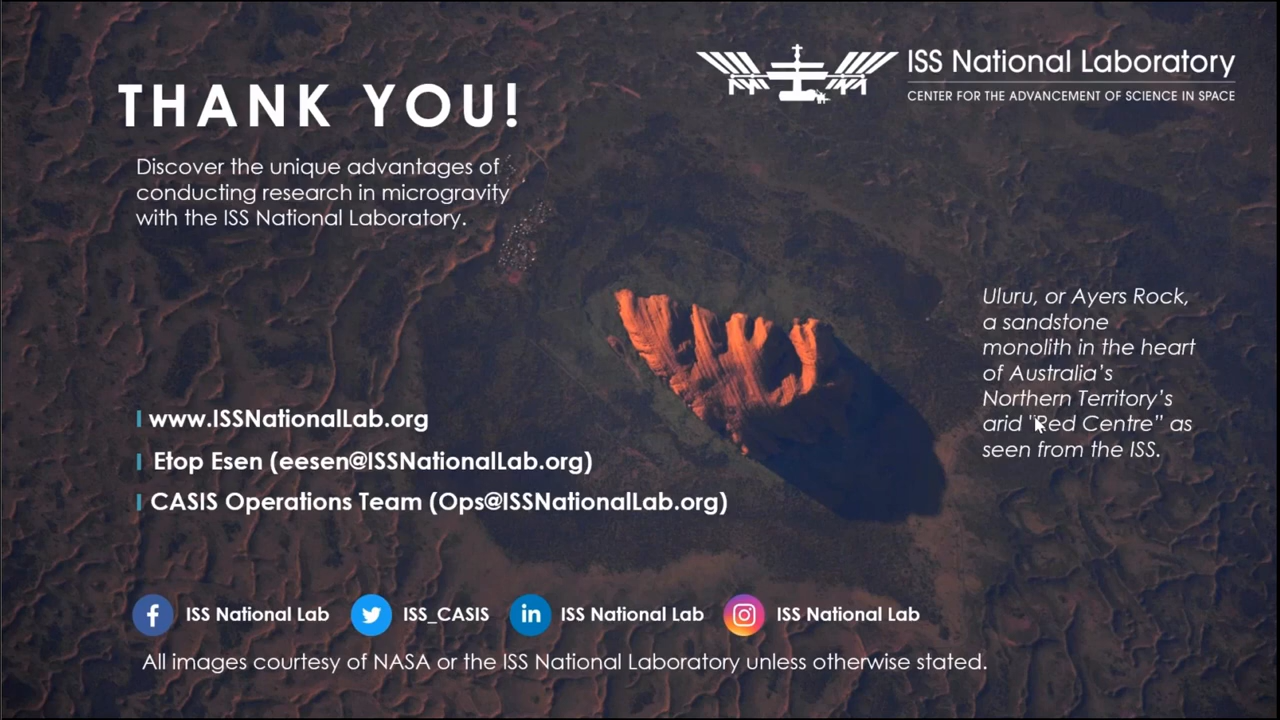 ISS National Laboratory
CENTER FOR THE ADVANCEMENT OF SCIENCE IN SPACE
THANK YOU!
Discover the unique advantages of
conducting research in microgravity
with the ISS National Laboratory.
Uluru, or Ayers Rock,
a sandstone
monolith in the heart
of Australia’s
Northern Territory’s
arid "Red Centre” as
seen from the ISS.
www.ISSNationalLab.org
Etop Esen (eesen@ISSNationalLab.org)
CASIS Operations Team (Ops@ISSNationalLab.org)
ISS National Lab ISS_CASIS ISS National Lab ISS National Lab
All images courtesy of NASA or the ISS National Laboratory unless otherwise stated.